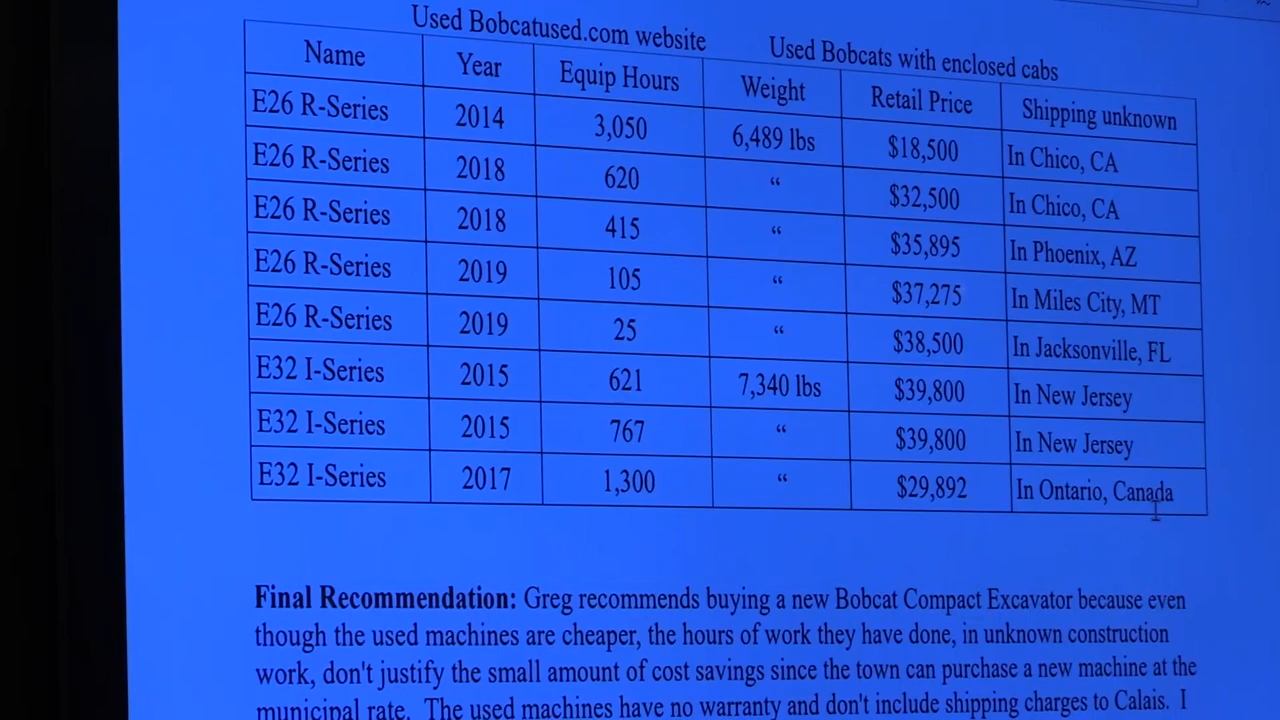 Used Bobcatused.com website Used Bobcats with enclosed cabs
Name Year Equip Hours Weight Retail Price Shipping unknown
E26 R-Series 2014 3,050 6,489 lbs $18,500 In Chico, CA
E26 R-Series 2018 620 “ $32,500 In Chico, CA
E26 R-Series 2018 415 “ $35,895 In Phoenix, AZ
E26 R-Series 2019 105 “ $37,275 In Miles City, MT
E26 R-Series 2019 25 “ $38,500 In Jacksonville, FL
E32 I-Series 2015 621 7,340 lbs $39,800 In New Jersey
E32 I-Series 2015 767 “ $39,800 In New Jersey
E32 I-Series 2017 1,300 “ $29,892 In Ontario, Canada
Final Recommendation: Greg recommends buying a new Bobcat Compact Excavator because even
though the used machines are cheaper, the hours of work they have done, in unknown construction
work, don't justify the small amount of cost savings since the town can purchase a new machine at the
municipal rate. The used machines have no warranty and don't include shipping charges to Calais. I